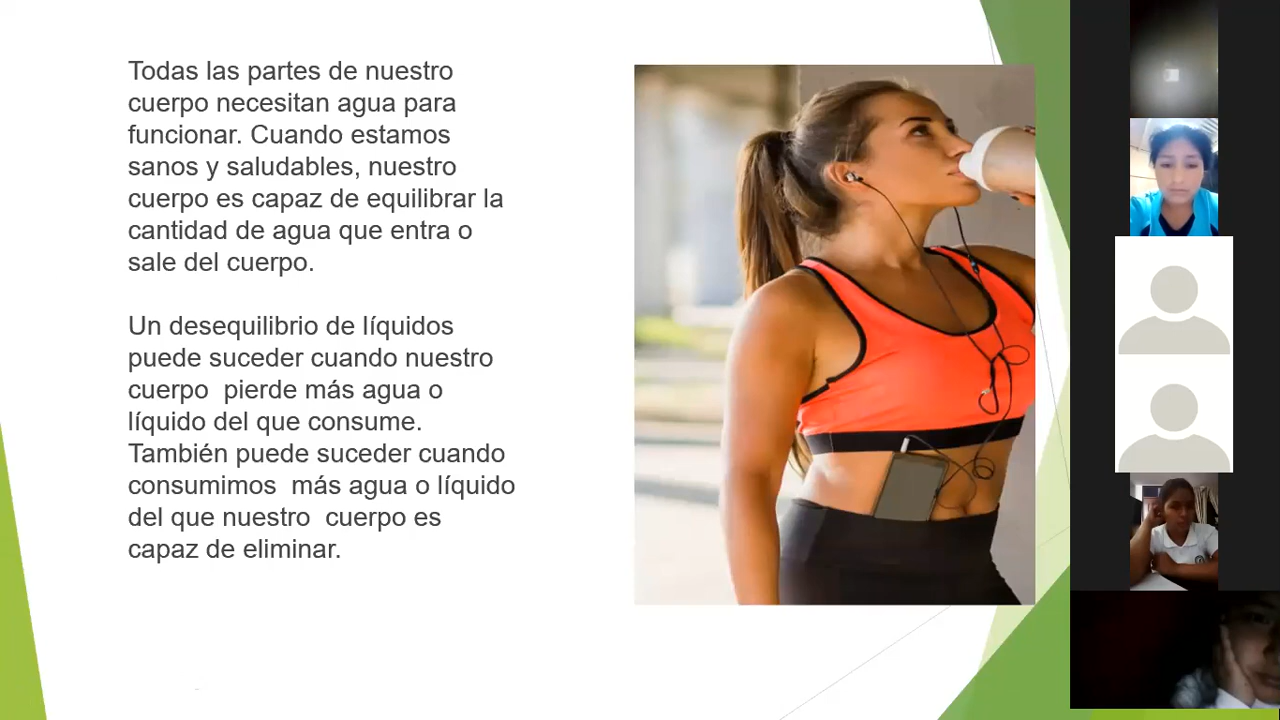 Todas las partes de nuestro
cuerpo necesitan agua para
funcionar. Cuando estamos
sanos y saludables, nuestro
cuerpo es capaz de equilibrar la
cantidad de agua que entra o
sale del cuerpo.
Un desequilibrio de líquidos
puede suceder cuando nuestro
cuerpo  pierde más agua o
líquido del que consume.
También puede suceder cuando
consumimos  más agua o líquido
del que nuestro  cuerpo es
capaz de eliminar.